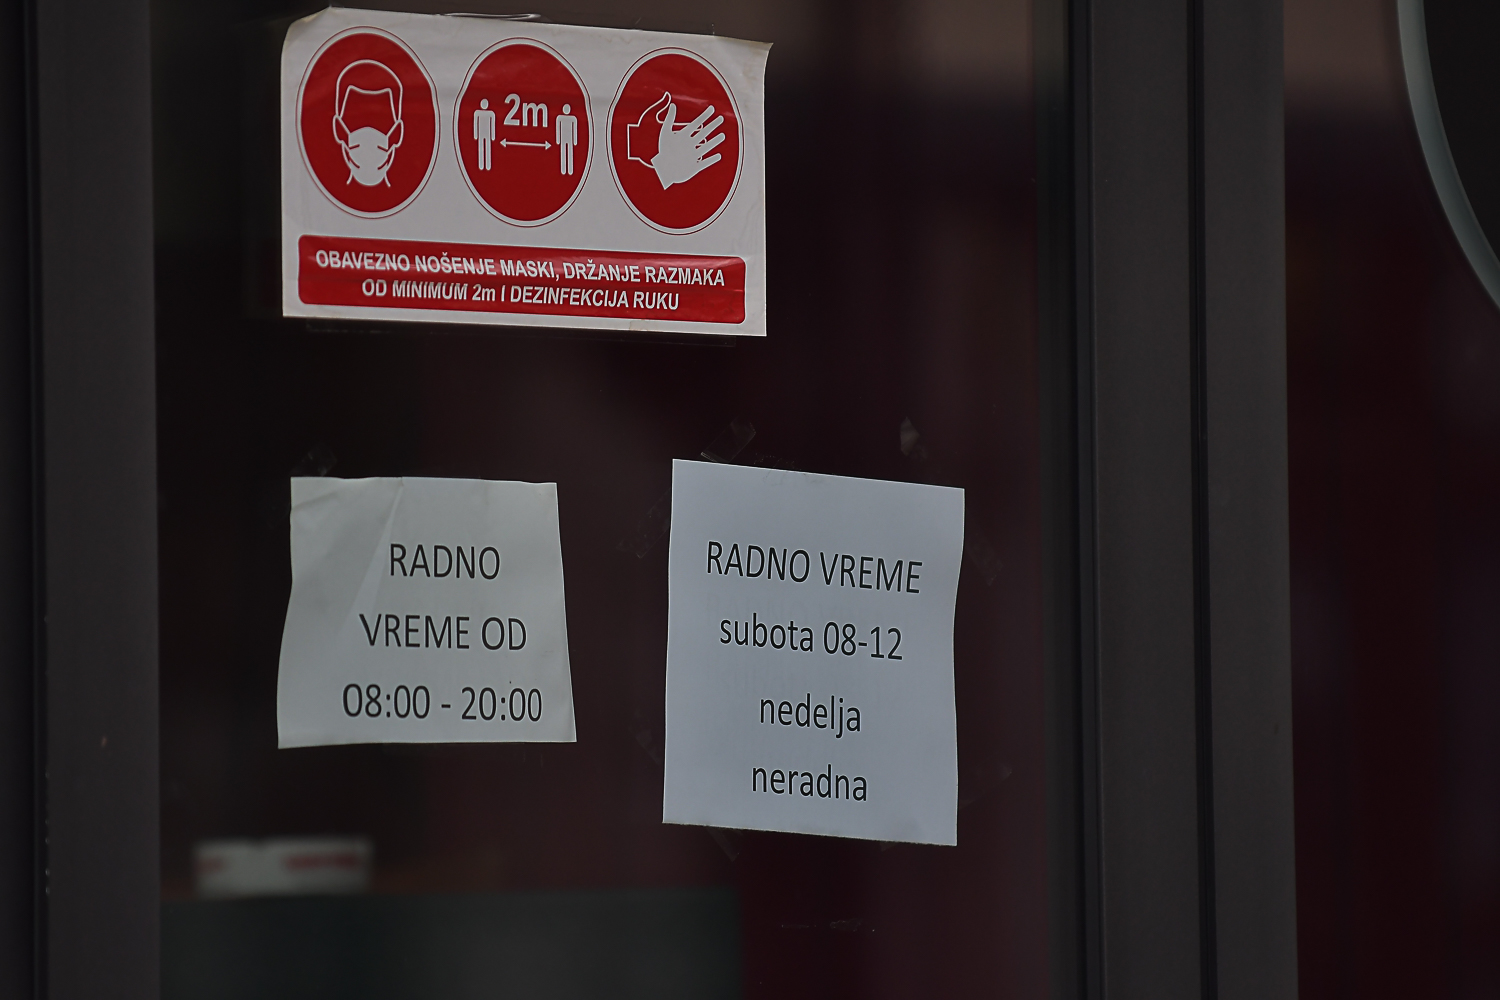 2m
OBAVEZNO NOŠENJE MASKI, DRŽANJE RAZMAKA
OD MINIMUM 2m I DEZINFEKCIJA RUKU
RADNO
VREME OD
08:00 - 20:00
RADNO VREME
subota 08-12
nedelja
neradna